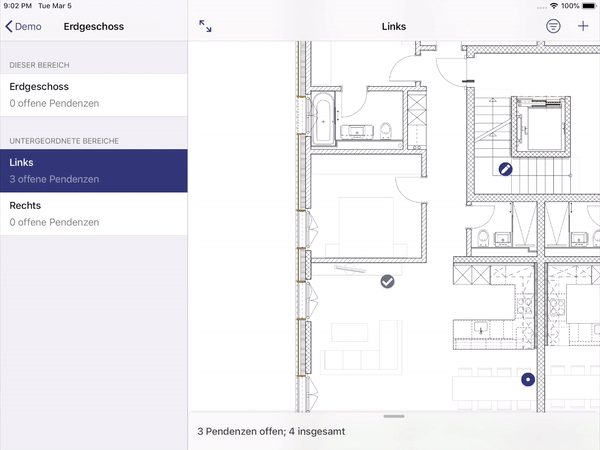 9:02 PM Tue Mar 5
100%
Demo
Erdgeschoss
Links
DIESER BEREICH
Erdgeschoss
0 offene Pendenzen
UNTERGEORDNETE BEREICHE
Links
3 offene Pendenzen
Rechts
0 offene Pendenzen
3 Pendenzen offen; 4 insgesamt